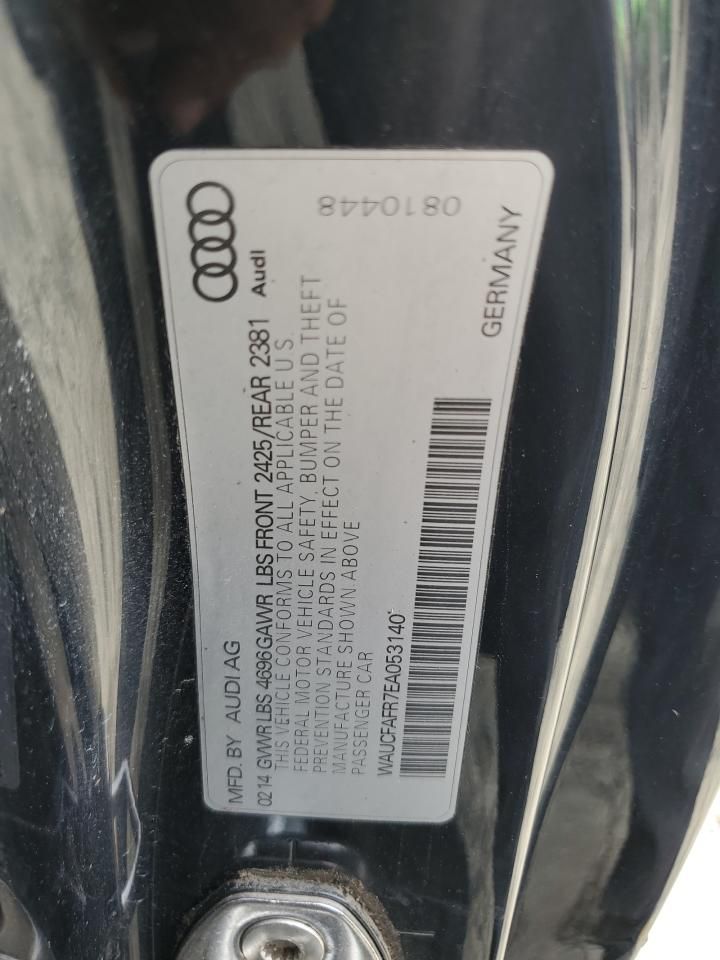 MFD. BY AUDI AG
0214 GVWR LBS 4696 GAWR LBS FRONT 2425/REAR 2381
THIS VEHICLE CONFORMS TO ALL APPLICABLE U.S.
FEDERAL MOTOR VEHICLE SAFETY, BUMPER AND THEFT
PREVENTION STANDARDS IN EFFECT ON THE DATE OF
MANUFACTURE SHOWN ABOVE
PASSENGER CAR
WAUCFAFR7EA053140
Audi
GERMANY
0810448